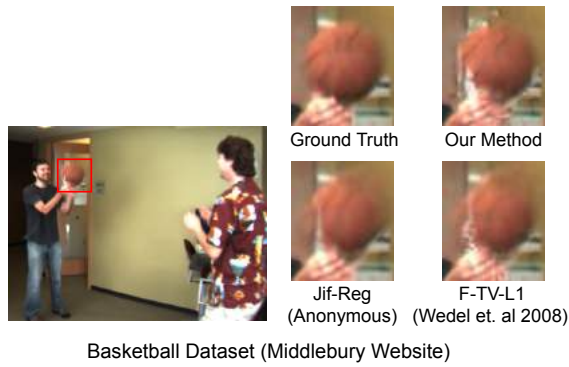 Ground Truth
Our Method
Jif-Reg
(Anonymous)
F-TV-L1
(Wedel et. al 2008)
Basketball Dataset (Middlebury Website)